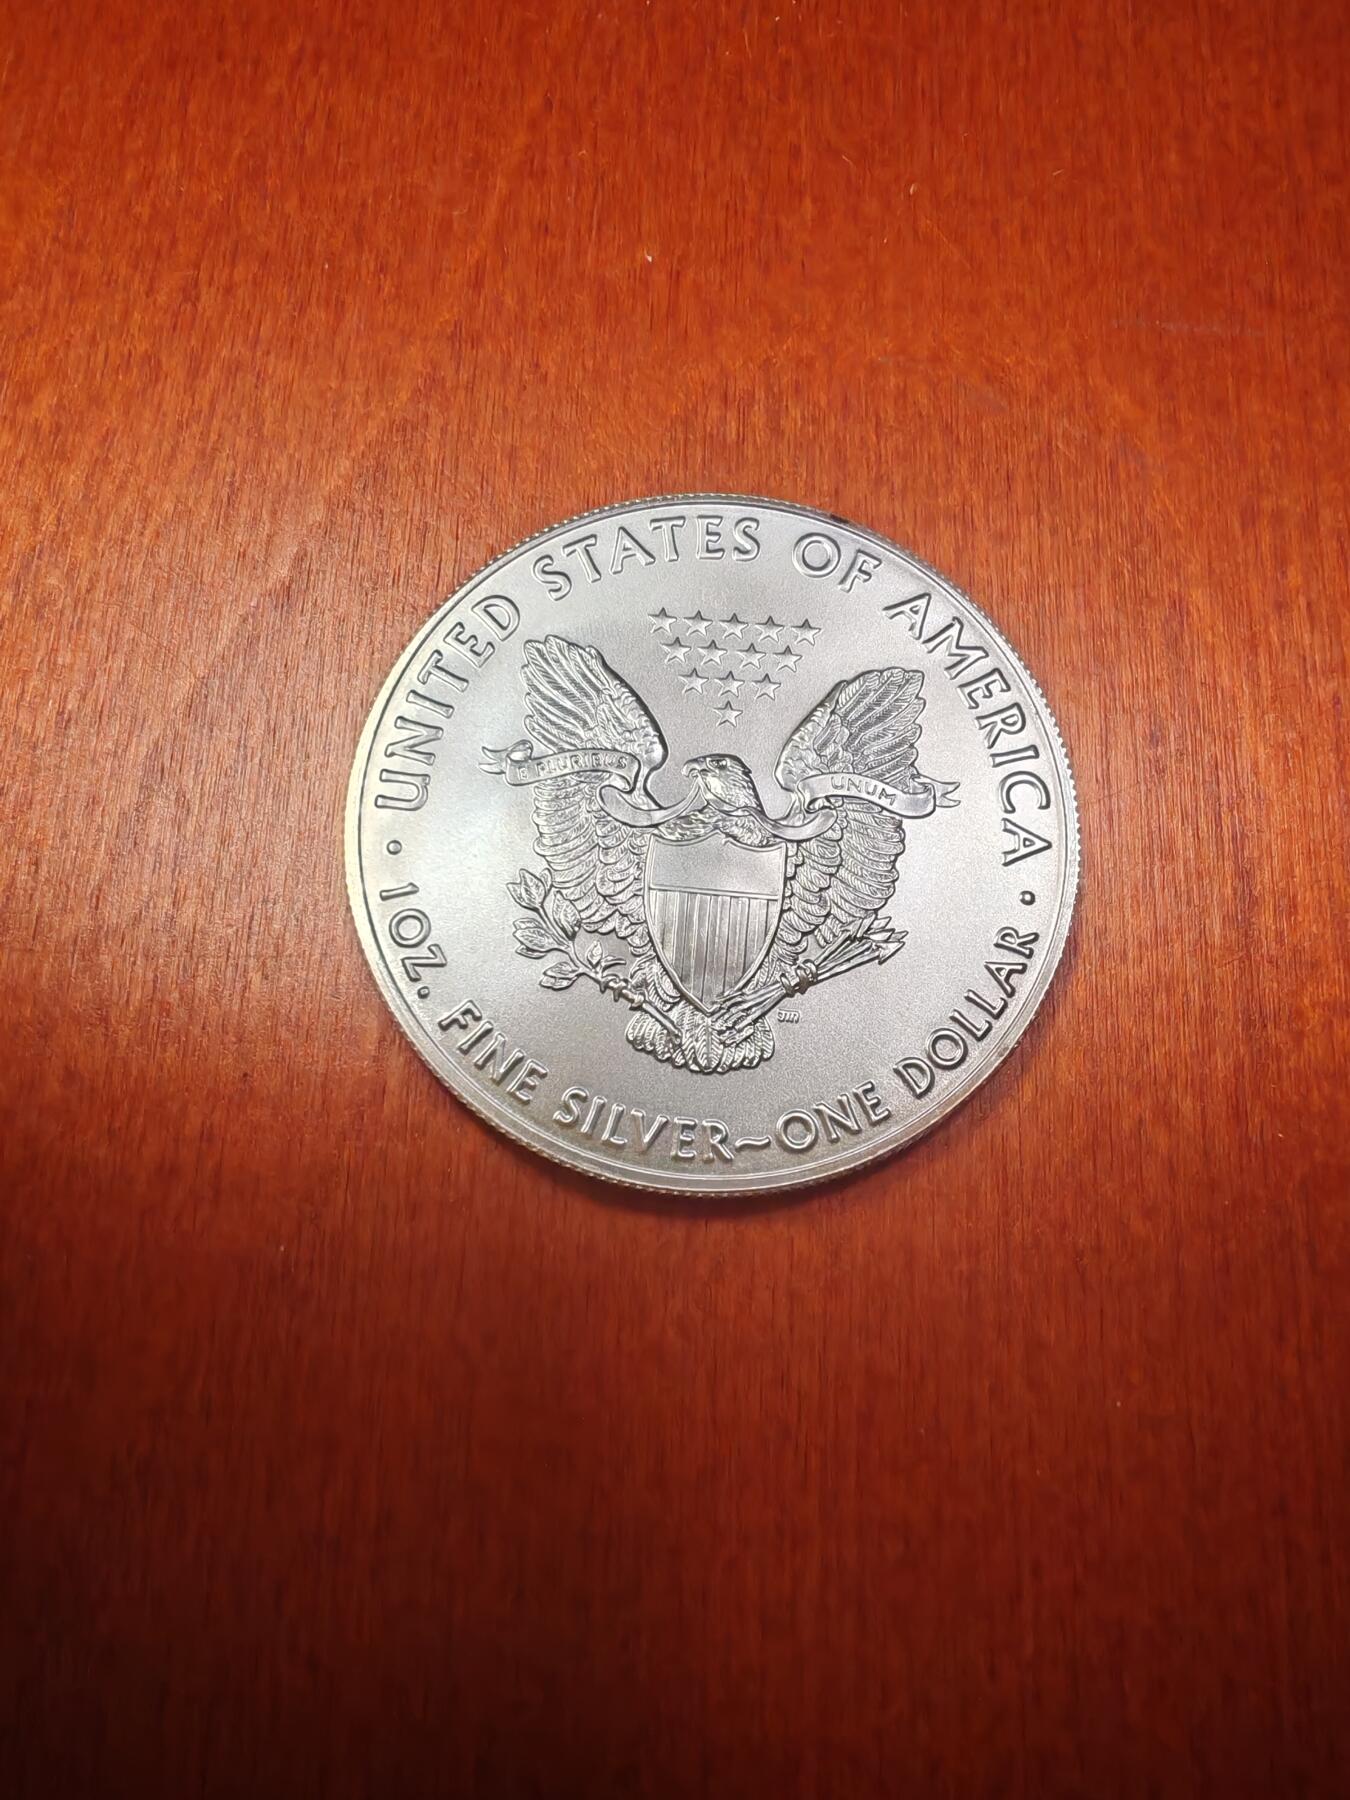 UNITED STATES OF AMERICA
E PLURIBUS UNUM
· 1 OZ. FINE SILVER~ONE DOLLAR ·